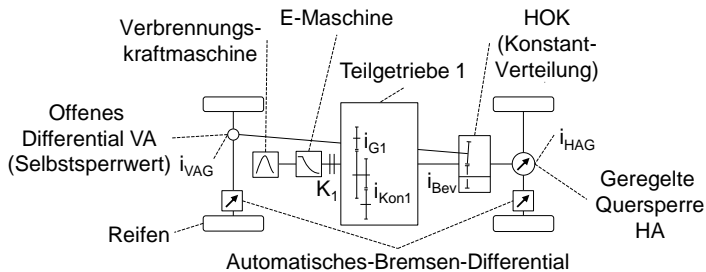 Verbrennungs-
kraftmaschine
E-Maschine
Teilgetriebe 1
HOK
(Konstant-
Verteilung)
Offenes
Differential VA
(Selbstsperrwert)
i_VAG
K_1
i_G1
i_Kon1
i_Bev
i_HAG
Geregelte
Quersperre
HA
Reifen
Automatisches-Bremsen-Differential